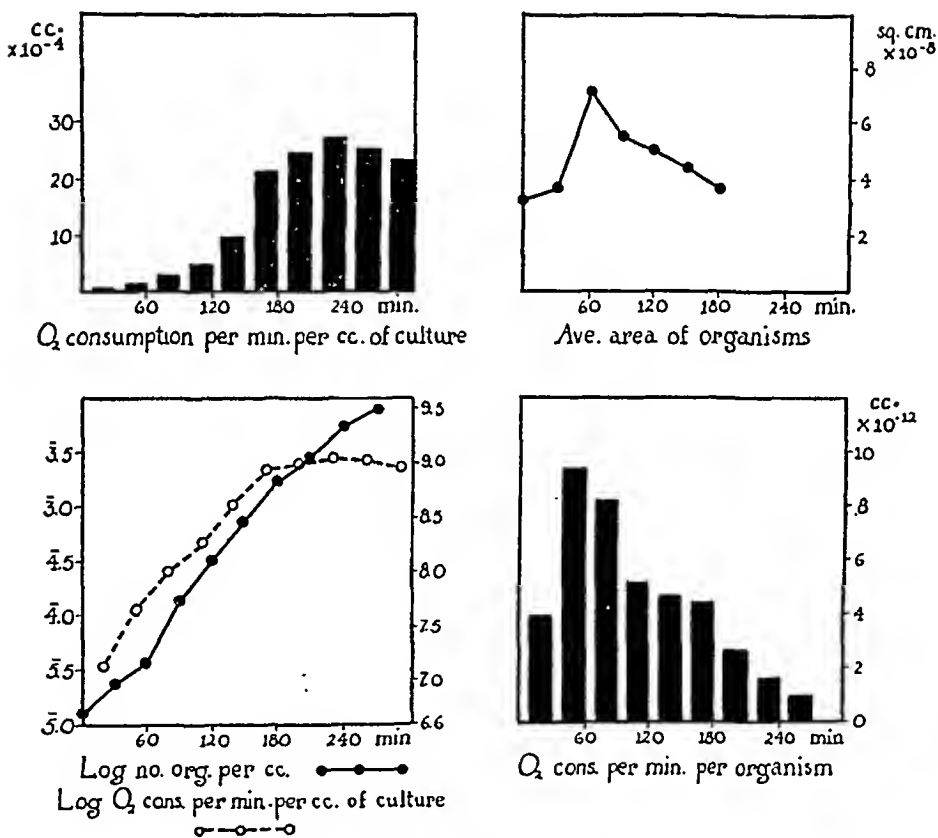 cc.
×10⁻⁴
30
20
10
60 120 180 240 min.
O₂ consumption per min. per cc. of culture
sq. cm.
×10⁻⁸
8
6
4
2
60 120 180 240 min.
Ave. area of organisms
3̄.5
3̄.0
4̄.5
4̄.0
5̄.5
5̄.0
9.5
9.0
8.5
8.0
7.5
7.0
6.6
60 120 180 240 min
Log no. org. per cc.
Log O₂ cons. per min. per cc. of culture
cc.
×10⁻¹²
10
8
6
4
2
0
60 120 180 240 min
O₂ cons. per min. per organism